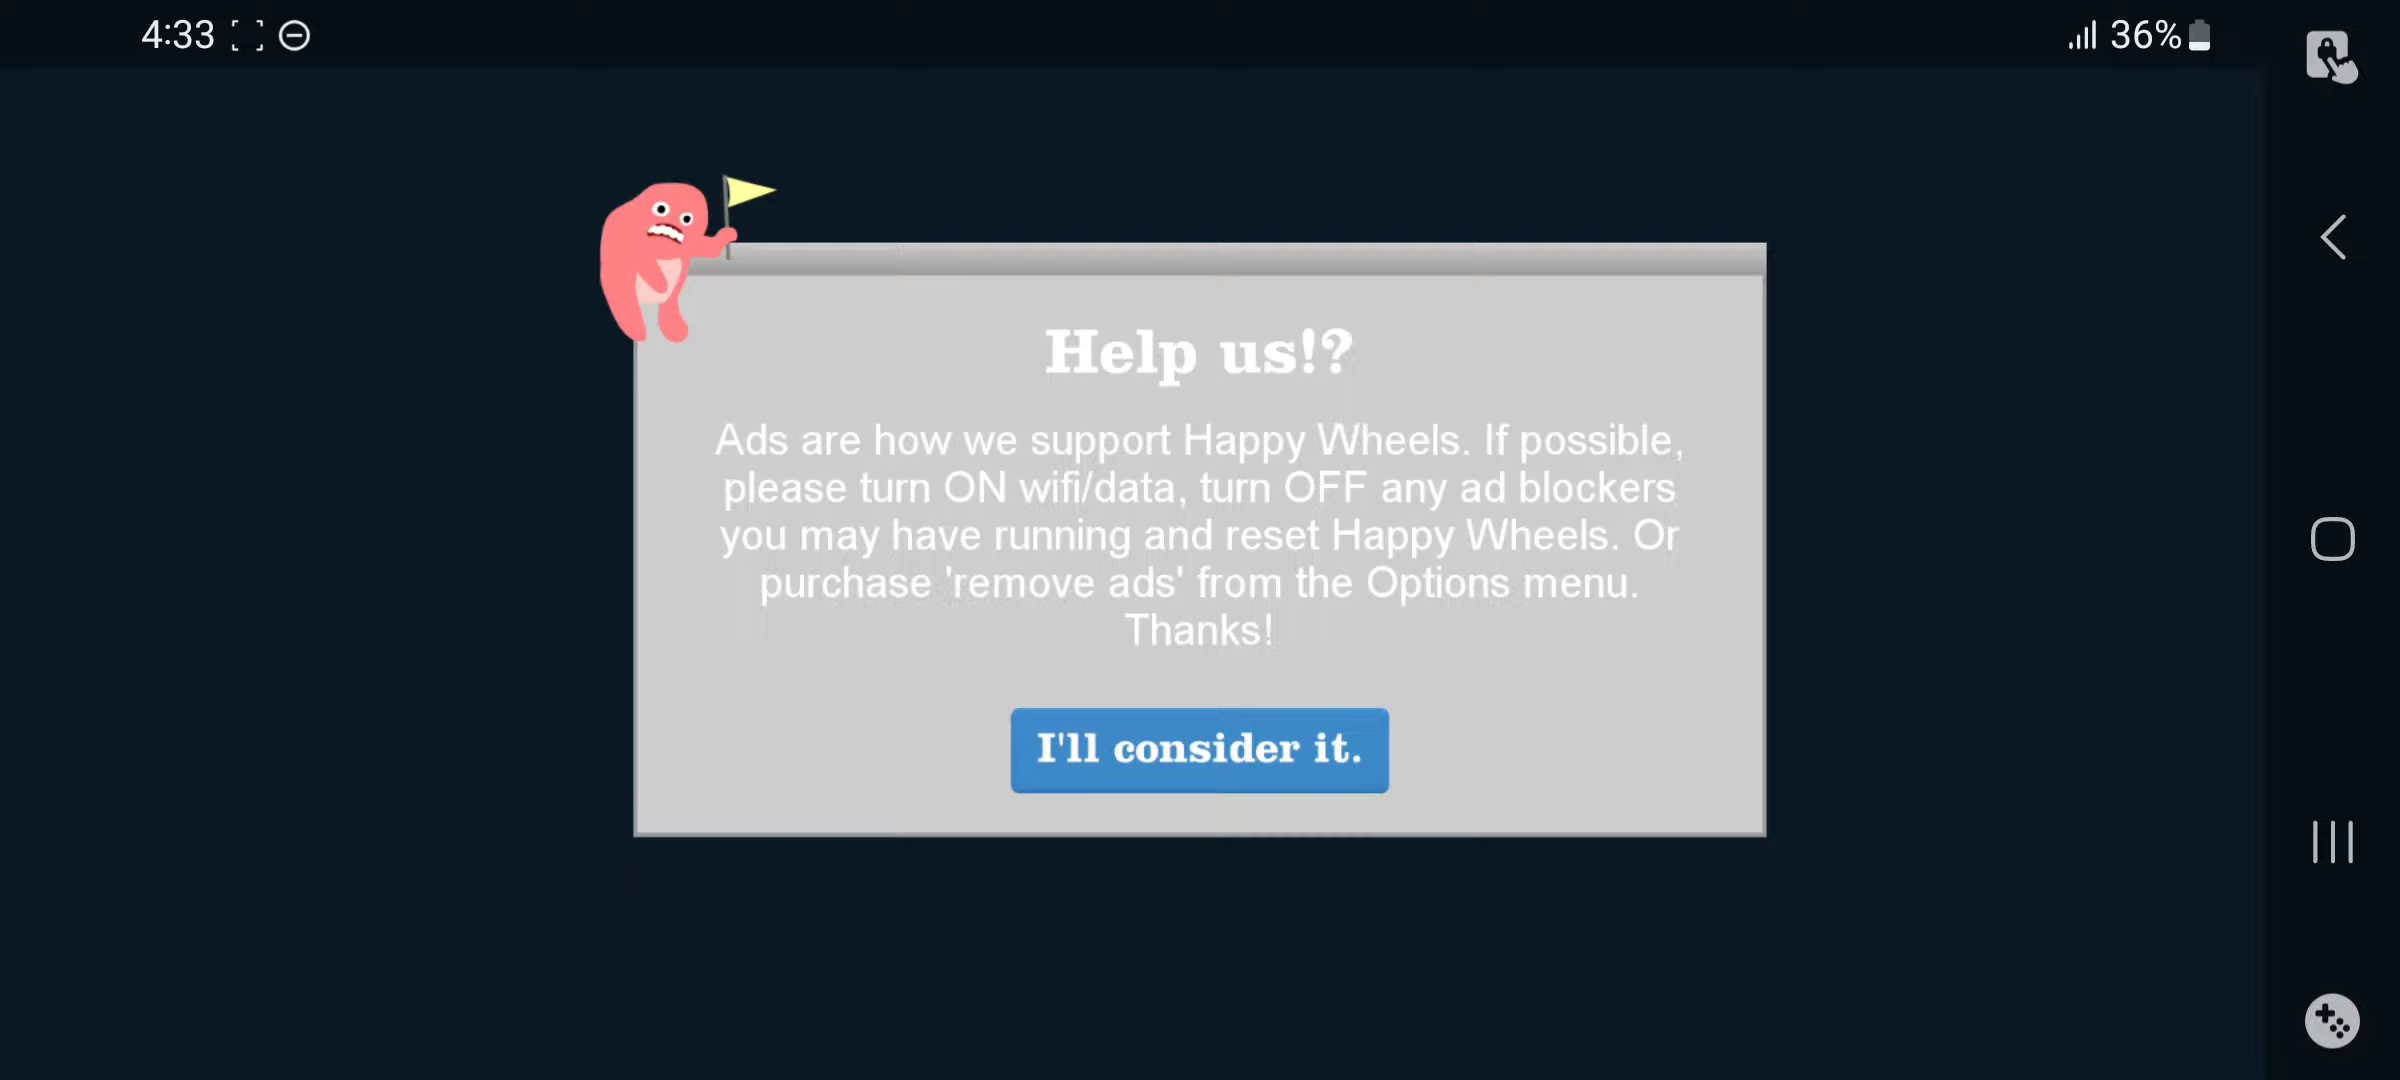 4:33
36%
Help us!?
Ads are how we support Happy Wheels. If possible,
please turn ON wifi/data, turn OFF any ad blockers
you may have running and reset Happy Wheels. Or
purchase 'remove ads' from the Options menu.
Thanks!
I'll consider it.